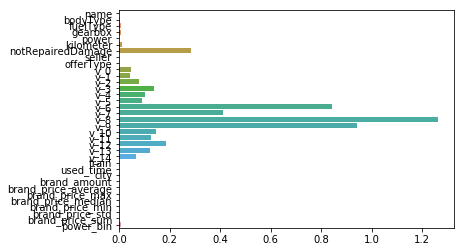 name
bodyType
fuelType
gearbox
power
kilometer
notRepairedDamage
seller
offerType
v_0
v_1
v_2
v_3
v_4
v_5
v_6
v_7
v_8
v_9
v_10
v_11
v_12
v_13
v_14
train
used_time
city
brand_amount
brand_price_average
brand_price_max
brand_price_median
brand_price_min
brand_price_std
brand_price_sum
power_bin
0.0 0.2 0.4 0.6 0.8 1.0 1.2